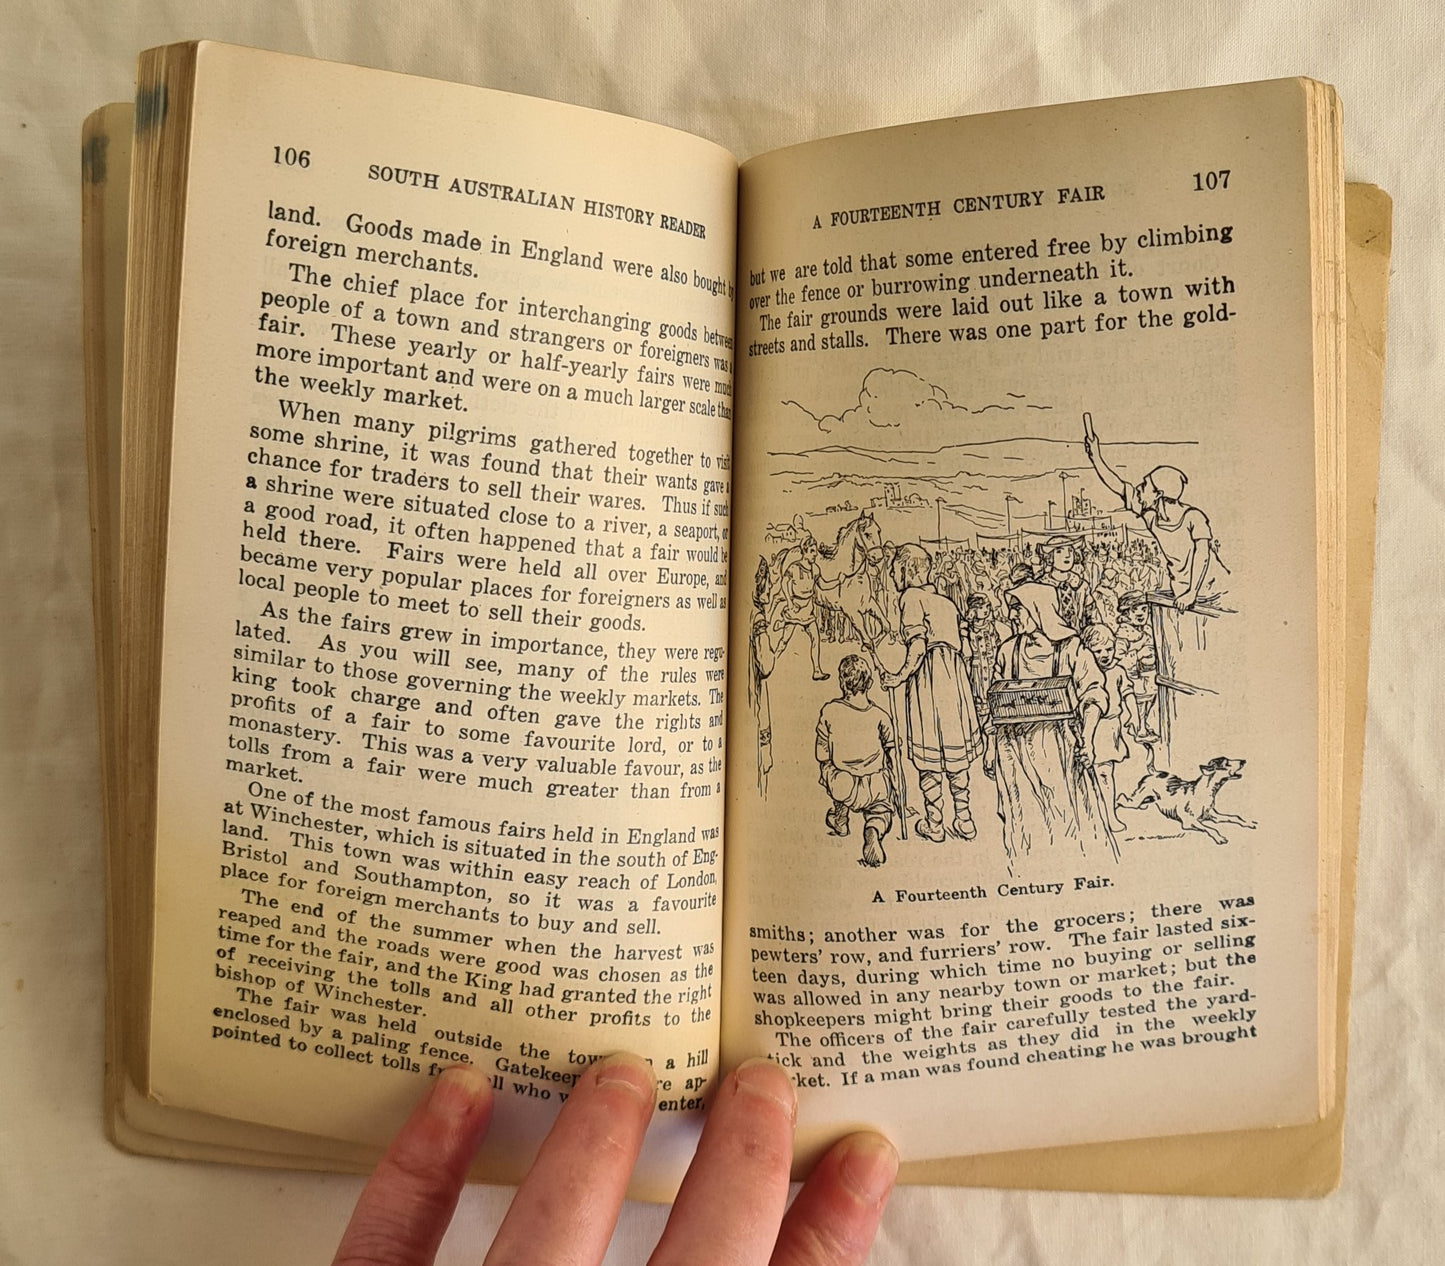 106
SOUTH AUSTRALIAN HISTORY READER
land. Goods made in England were also bought
foreign merchants.
The chief place for interchanging goods between
people of a town and strangers or foreigners was a
fair. These yearly or half-yearly fairs were much
more important and were on a much larger scale than
the weekly market.
When many pilgrims gathered together to visit
some shrine, it was found that their wants gave a
chance for traders to sell their wares. Thus if such
a shrine were situated close to a river, a seaport, or
a good road, it often happened that a fair would be
held there. Fairs were held all over Europe, and
became very popular places for foreigners as well as
local people to meet to sell their goods.
As the fairs grew in importance, they were regu-
lated. As you will see, many of the rules were
similar to those governing the weekly markets. The
king took charge and often gave the rights and
profits of a fair to some favourite lord, or to a
monastery. This was a very valuable favour, as the
tolls from a fair were much greater than from a
market.
One of the most famous fairs held in England was
at Winchester, which is situated in the south of Eng-
land. This town was within easy reach of London,
Bristol and Southampton, so it was a favourite
place for foreign merchants to buy and sell.
The end of the summer when the harvest was
reaped and the roads were good was chosen as the
time for the fair, and the King had granted the right
of receiving the tolls and all other profits to the
bishop of Winchester.
The fair was held outside the town a hill
enclosed by a paling fence. Gatekeep re ap-
pointed to collect tolls ll who w enter,
A FOURTEENTH CENTURY FAIR
107
but we are told that some entered free by climbing
over the fence or burrowing underneath it.
The fair grounds were laid out like a town with
streets and stalls. There was one part for the gold-
A Fourteenth Century Fair.
smiths; another was for the grocers; there was
pewters' row, and furriers' row. The fair lasted six-
teen days, during which time no buying or selling
was allowed in any nearby town or market; but the
shopkeepers might bring their goods to the fair.
The officers of the fair carefully tested the yard-
stick and the weights as they did in the weekly
market. If a man was found cheating he was brought